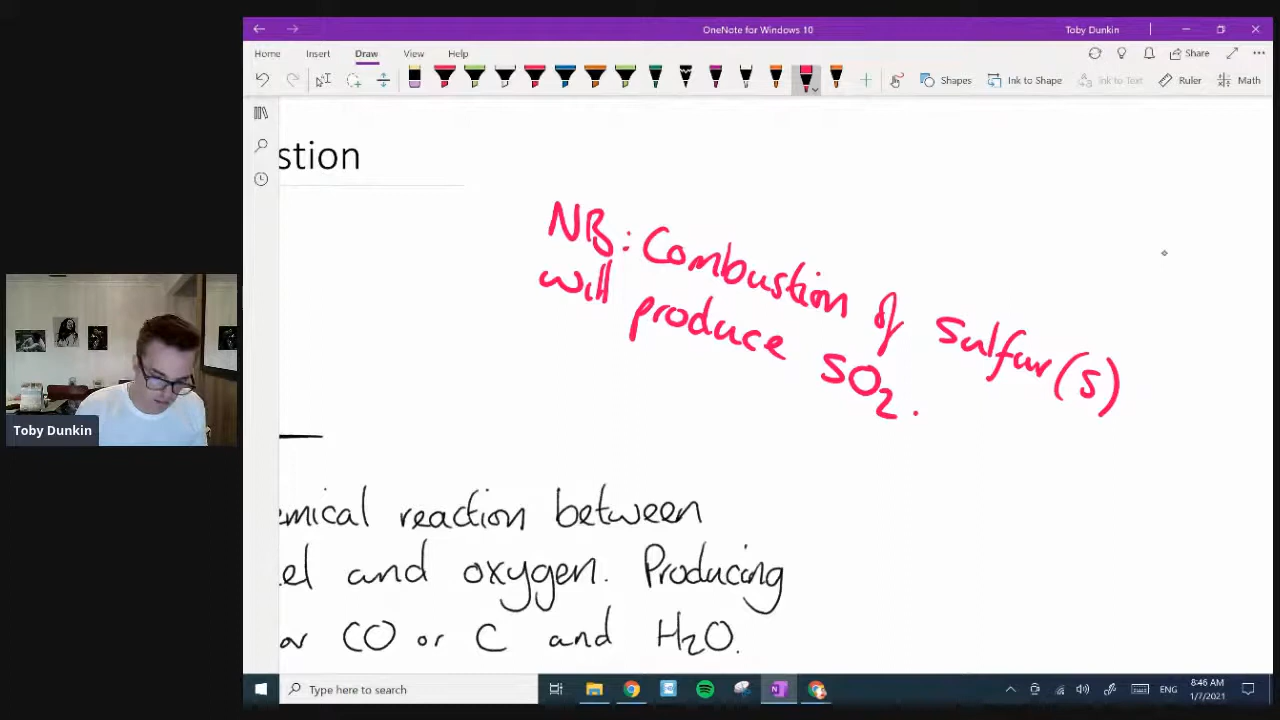 OneNote for Windows 10
Toby Dunkin
Home Insert Draw View Help
Share
Shapes Ink to Shape Ink to Text Ruler Math
stion
NB: Combustion of sulfur (s)
will produce SO2.
emical reaction between
el and oxygen. Producing
or CO or C and H2O.
Toby Dunkin
Type here to search
ENG
8:46 AM
1/7/2021